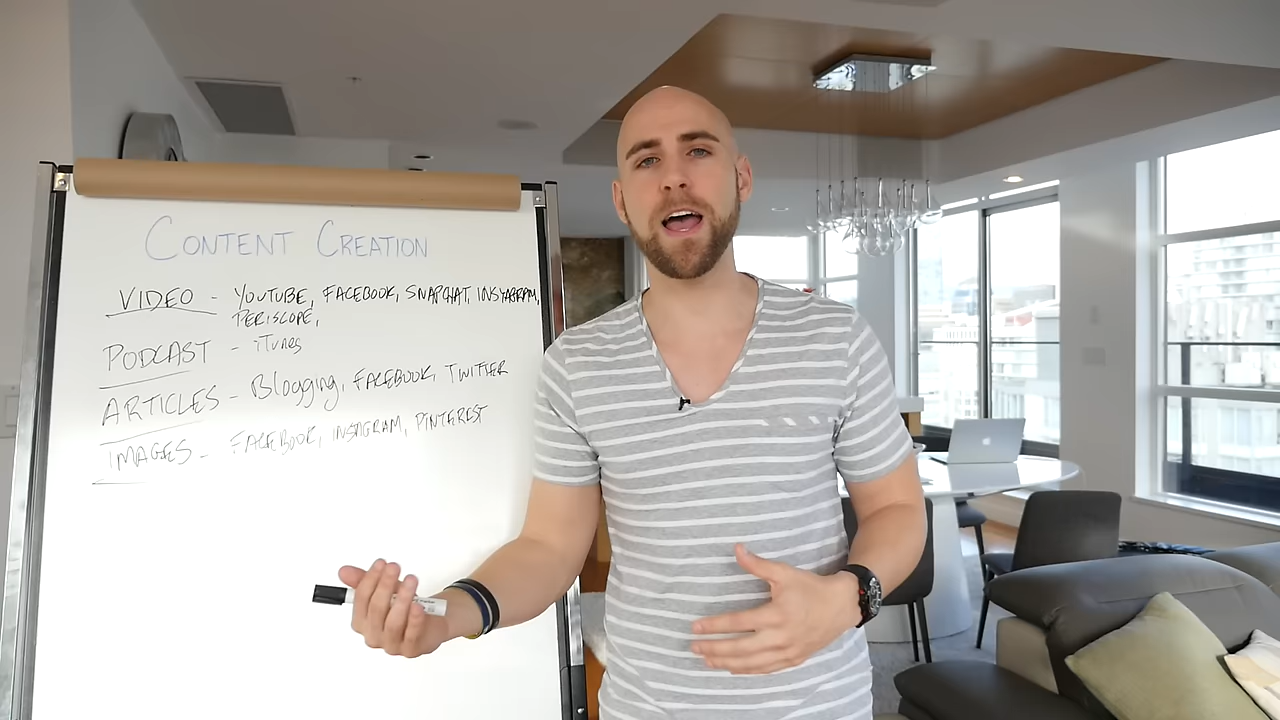 CONTENT CREATION
VIDEO - YOUTUBE, FACEBOOK, SNAPCHAT, INSTAGRAM,
PERISCOPE,
PODCAST iTunes
ARTICLES - Blogging, FACEBOOK, TWITTER
IMAGES - FACEBOOK, INSTAGRAM, PINTEREST